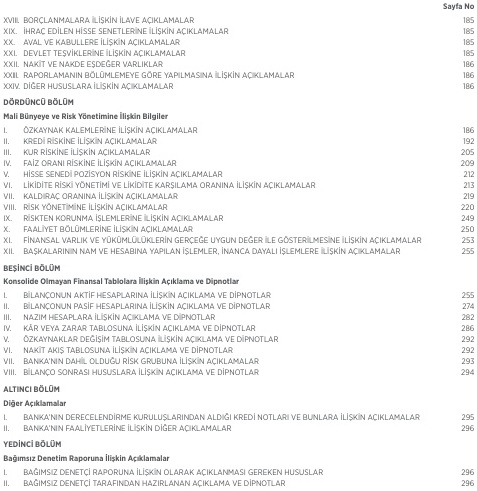 Sayfa No
XVIII. BORÇLANMALARA İLİŞKİN İLAVE AÇIKLAMALAR 185
XIX. İHRAÇ EDİLEN HİSSE SENETLERİNE İLİŞKİN AÇIKLAMALAR 185
XX. AVAL VE KABULLERE İLİŞKİN AÇIKLAMALAR 185
XXI. DEVLET TEŞVİKLERİNE İLİŞKİN AÇIKLAMALAR 185
XXII. NAKİT VE NAKDE EŞDEĞER VARLIKLAR 186
XXIII. RAPORLAMANIN BÖLÜMLEMEYE GÖRE YAPILMASINA İLİŞKİN AÇIKLAMALAR 186
XXIV. DİĞER HUSUSLARA İLİŞKİN AÇIKLAMALAR 186
DÖRDÜNCÜ BÖLÜM
Mali Bünyeye ve Risk Yönetimine İlişkin Bilgiler
I. ÖZKAYNAK KALEMLERİNE İLİŞKİN AÇIKLAMALAR 186
II. KREDİ RİSKİNE İLİŞKİN AÇIKLAMALAR 192
III. KUR RİSKİNE İLİŞKİN AÇIKLAMALAR 205
IV. FAİZ ORANI RİSKİNE İLİŞKİN AÇIKLAMALAR 209
V. HİSSE SENEDİ POZİSYON RİSKİNE İLİŞKİN AÇIKLAMALAR 212
VI. LİKİDİTE RİSKİ YÖNETİMİ VE LİKİDİTE KARŞILAMA ORANINA İLİŞKİN AÇIKLAMALAR 213
VII. KALDIRAÇ ORANINA İLİŞKİN AÇIKLAMALAR 219
VIII. RİSK YÖNETİMİNE İLİŞKİN AÇIKLAMALAR 220
IX. RİSKTEN KORUNMA İŞLEMLERİNE İLİŞKİN AÇIKLAMALAR 249
X. FAALİYET BÖLÜMLERİNE İLİŞKİN AÇIKLAMALAR 250
XI. FİNANSAL VARLIK VE YÜKÜMLÜLÜKLERİN GERÇEĞE UYGUN DEĞER İLE GÖSTERİLMESİNE İLİŞKİN AÇIKLAMALAR 253
XII. BAŞKALARININ NAM VE HESABINA YAPILAN İŞLEMLER, İNANCA DAYALI İŞLEMLERE İLİŞKİN AÇIKLAMALAR 255
BEŞİNCİ BÖLÜM
Konsolide Olmayan Finansal Tablolara İlişkin Açıklama ve Dipnotlar
I. BİLANÇONUN AKTİF HESAPLARINA İLİŞKİN AÇIKLAMA VE DİPNOTLAR 255
II. BİLANÇONUN PASİF HESAPLARINA İLİŞKİN AÇIKLAMA VE DİPNOTLAR 274
III. NAZIM HESAPLARA İLİŞKİN AÇIKLAMA VE DİPNOTLAR 282
IV. KÂR VEYA ZARAR TABLOSUNA İLİŞKİN AÇIKLAMA VE DİPNOTLAR 286
V. ÖZKAYNAKLAR DEĞİŞİM TABLOSUNA İLİŞKİN AÇIKLAMA VE DİPNOTLAR 292
VI. NAKİT AKIŞ TABLOSUNA İLİŞKİN AÇIKLAMA VE DİPNOTLAR 292
VII. BANKA'NIN DAHİL OLDUĞU RİSK GRUBUNA İLİŞKİN AÇIKLAMALAR 293
VIII. BİLANÇO SONRASI HUSUSLARA İLİŞKİN AÇIKLAMA VE DİPNOTLAR 294
ALTINCI BÖLÜM
Diğer Açıklamalar
I. BANKA'NIN DERECELENDİRME KURULUŞLARINDAN ALDIĞI KREDİ NOTLARI VE BUNLARA İLİŞKİN AÇIKLAMALAR 295
II. BANKA'NIN FAALİYETLERİNE İLİŞKİN DİĞER AÇIKLAMALAR 296
YEDİNCİ BÖLÜM
Bağımsız Denetim Raporuna İlişkin Açıklamalar
I. BAĞIMSIZ DENETÇİ RAPORUNA İLİŞKİN OLARAK AÇIKLANMASI GEREKEN HUSUSLAR 296
II. BAĞIMSIZ DENETÇİ TARAFINDAN HAZIRLANAN AÇIKLAMA VE DİPNOTLAR 296